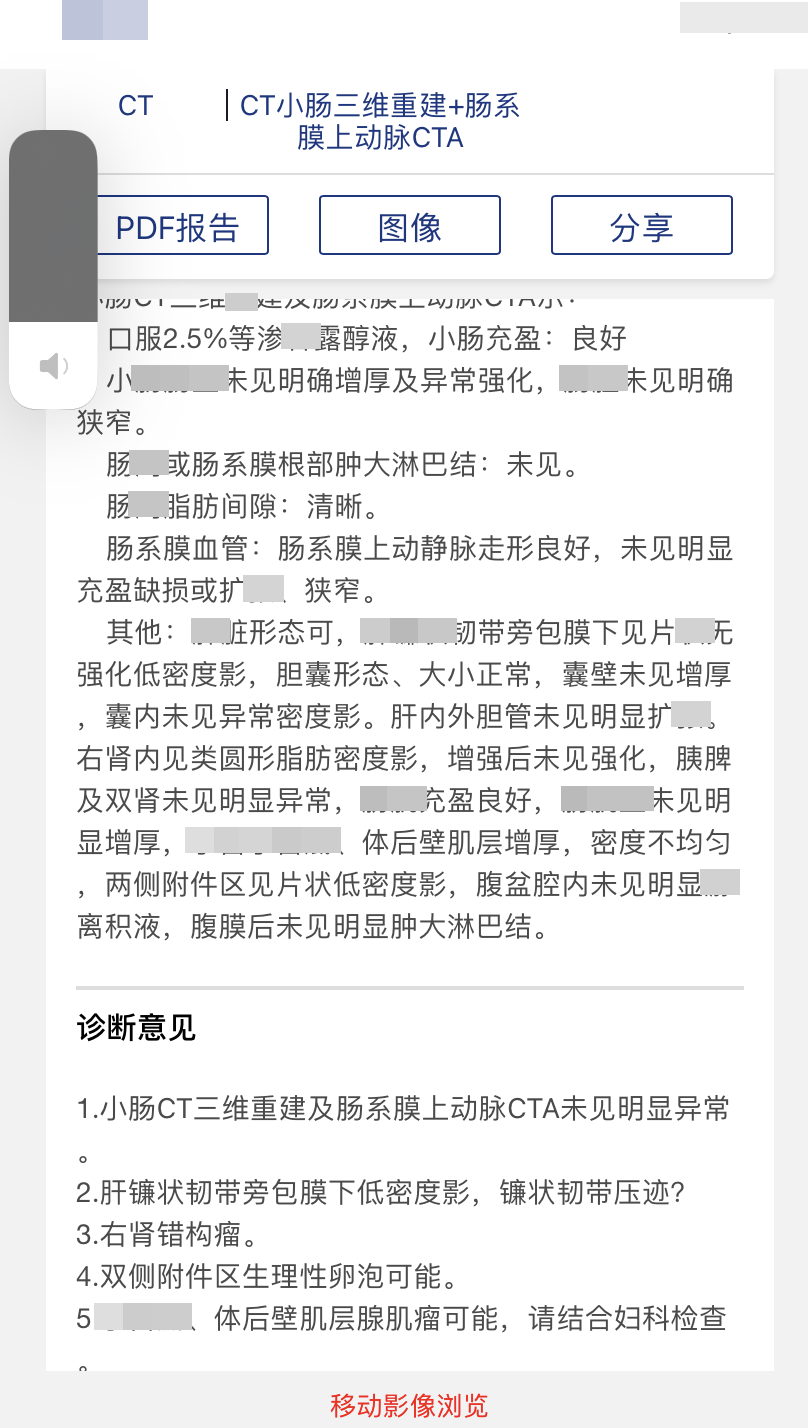 CT
CT小肠三维重建+肠系
膜上动脉CTA
PDF报告
图像
分享
肠CT三维建及肠系膜上动脉CTA示：
口服2.5%等渗露醇液，小肠充盈：良好
小未见明确增厚及异常强化，未见明确
狭窄。
肠或肠系膜根部肿大淋巴结：未见。
肠脂肪间隙：清晰。
肠系膜血管：肠系膜上动静脉走形良好，未见明显
充盈缺损或扩、狭窄。
其他：脏形态可，韧带旁包膜下见片无
强化低密度影，胆囊形态、大小正常，囊壁未见增厚
，囊内未见异常密度影。肝内外胆管未见明显扩。
右肾内见类圆形脂肪密度影，增强后未见强化，胰脾
及双肾未见明显异常，充盈良好，未见明
显增厚，、体后壁肌层增厚，密度不均匀
，两侧附件区见片状低密度影，腹盆腔内未见明显
离积液，腹膜后未见明显肿大淋巴结。
诊断意见
1.小肠CT三维重建及肠系膜上动脉CTA未见明显异常
。
2.肝镰状韧带旁包膜下低密度影，镰状韧带压迹?
3.右肾错构瘤。
4.双侧附件区生理性卵泡可能。
5、体后壁肌层腺肌瘤可能，请结合妇科检查
。
移动影像浏览